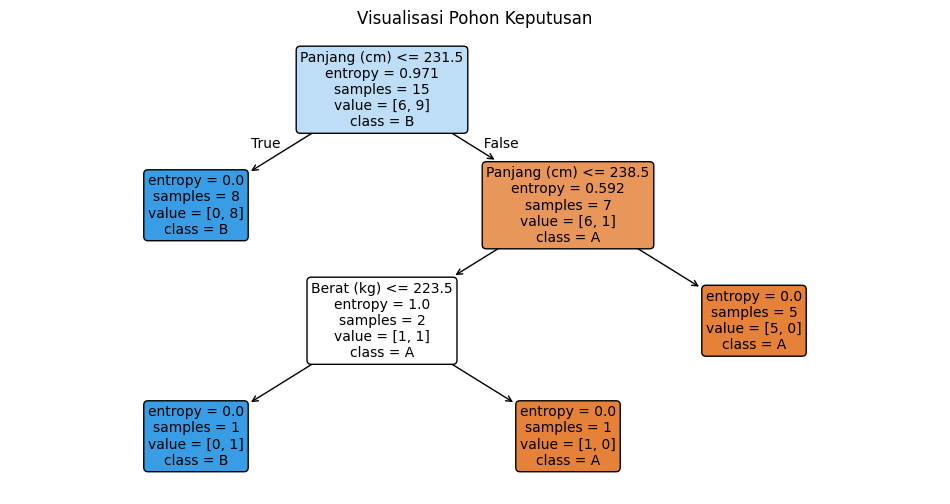 Visualisasi Pohon Keputusan
Panjang (cm) <= 231.5
entropy = 0.971
samples = 15
value = [6, 9]
class = B
True
False
entropy = 0.0
samples = 8
value = [0, 8]
class = B
Panjang (cm) <= 238.5
entropy = 0.592
samples = 7
value = [6, 1]
class = A
Berat (kg) <= 223.5
entropy = 1.0
samples = 2
value = [1, 1]
class = A
entropy = 0.0
samples = 5
value = [5, 0]
class = A
entropy = 0.0
samples = 1
value = [0, 1]
class = B
entropy = 0.0
samples = 1
value = [1, 0]
class = A